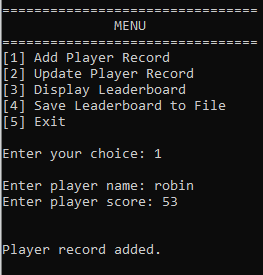 ================================
MENU
================================
[1] Add Player Record
[2] Update Player Record
[3] Display Leaderboard
[4] Save Leaderboard to File
[5] Exit
Enter your choice: 1
Enter player name: robin
Enter player score: 53
Player record added.